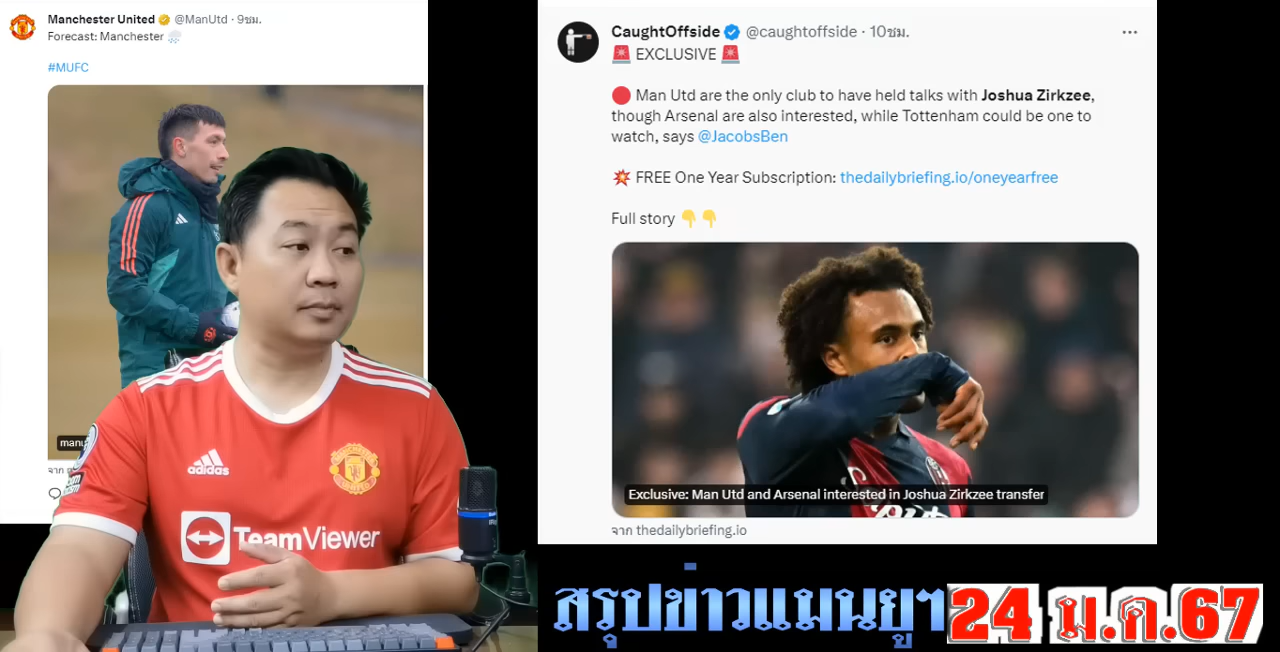 Manchester United @ManUtd · 9ชม.
Forecast: Manchester 🌧️
#MUFC
จาก
CaughtOffside @caughtoffside · 10ชม.
🚨 EXCLUSIVE 🚨
🔴 Man Utd are the only club to have held talks with Joshua Zirkzee,
though Arsenal are also interested, while Tottenham could be one to
watch, says @JacobsBen
💥 FREE One Year Subscription: thedailybriefing.io/oneyearfree
Full story 👇👇
Exclusive: Man Utd and Arsenal interested in Joshua Zirkzee transfer
จาก thedailybriefing.io
adidas
TeamViewer
สรุปข่าวแมนยูฯ 24 ม.ค.67